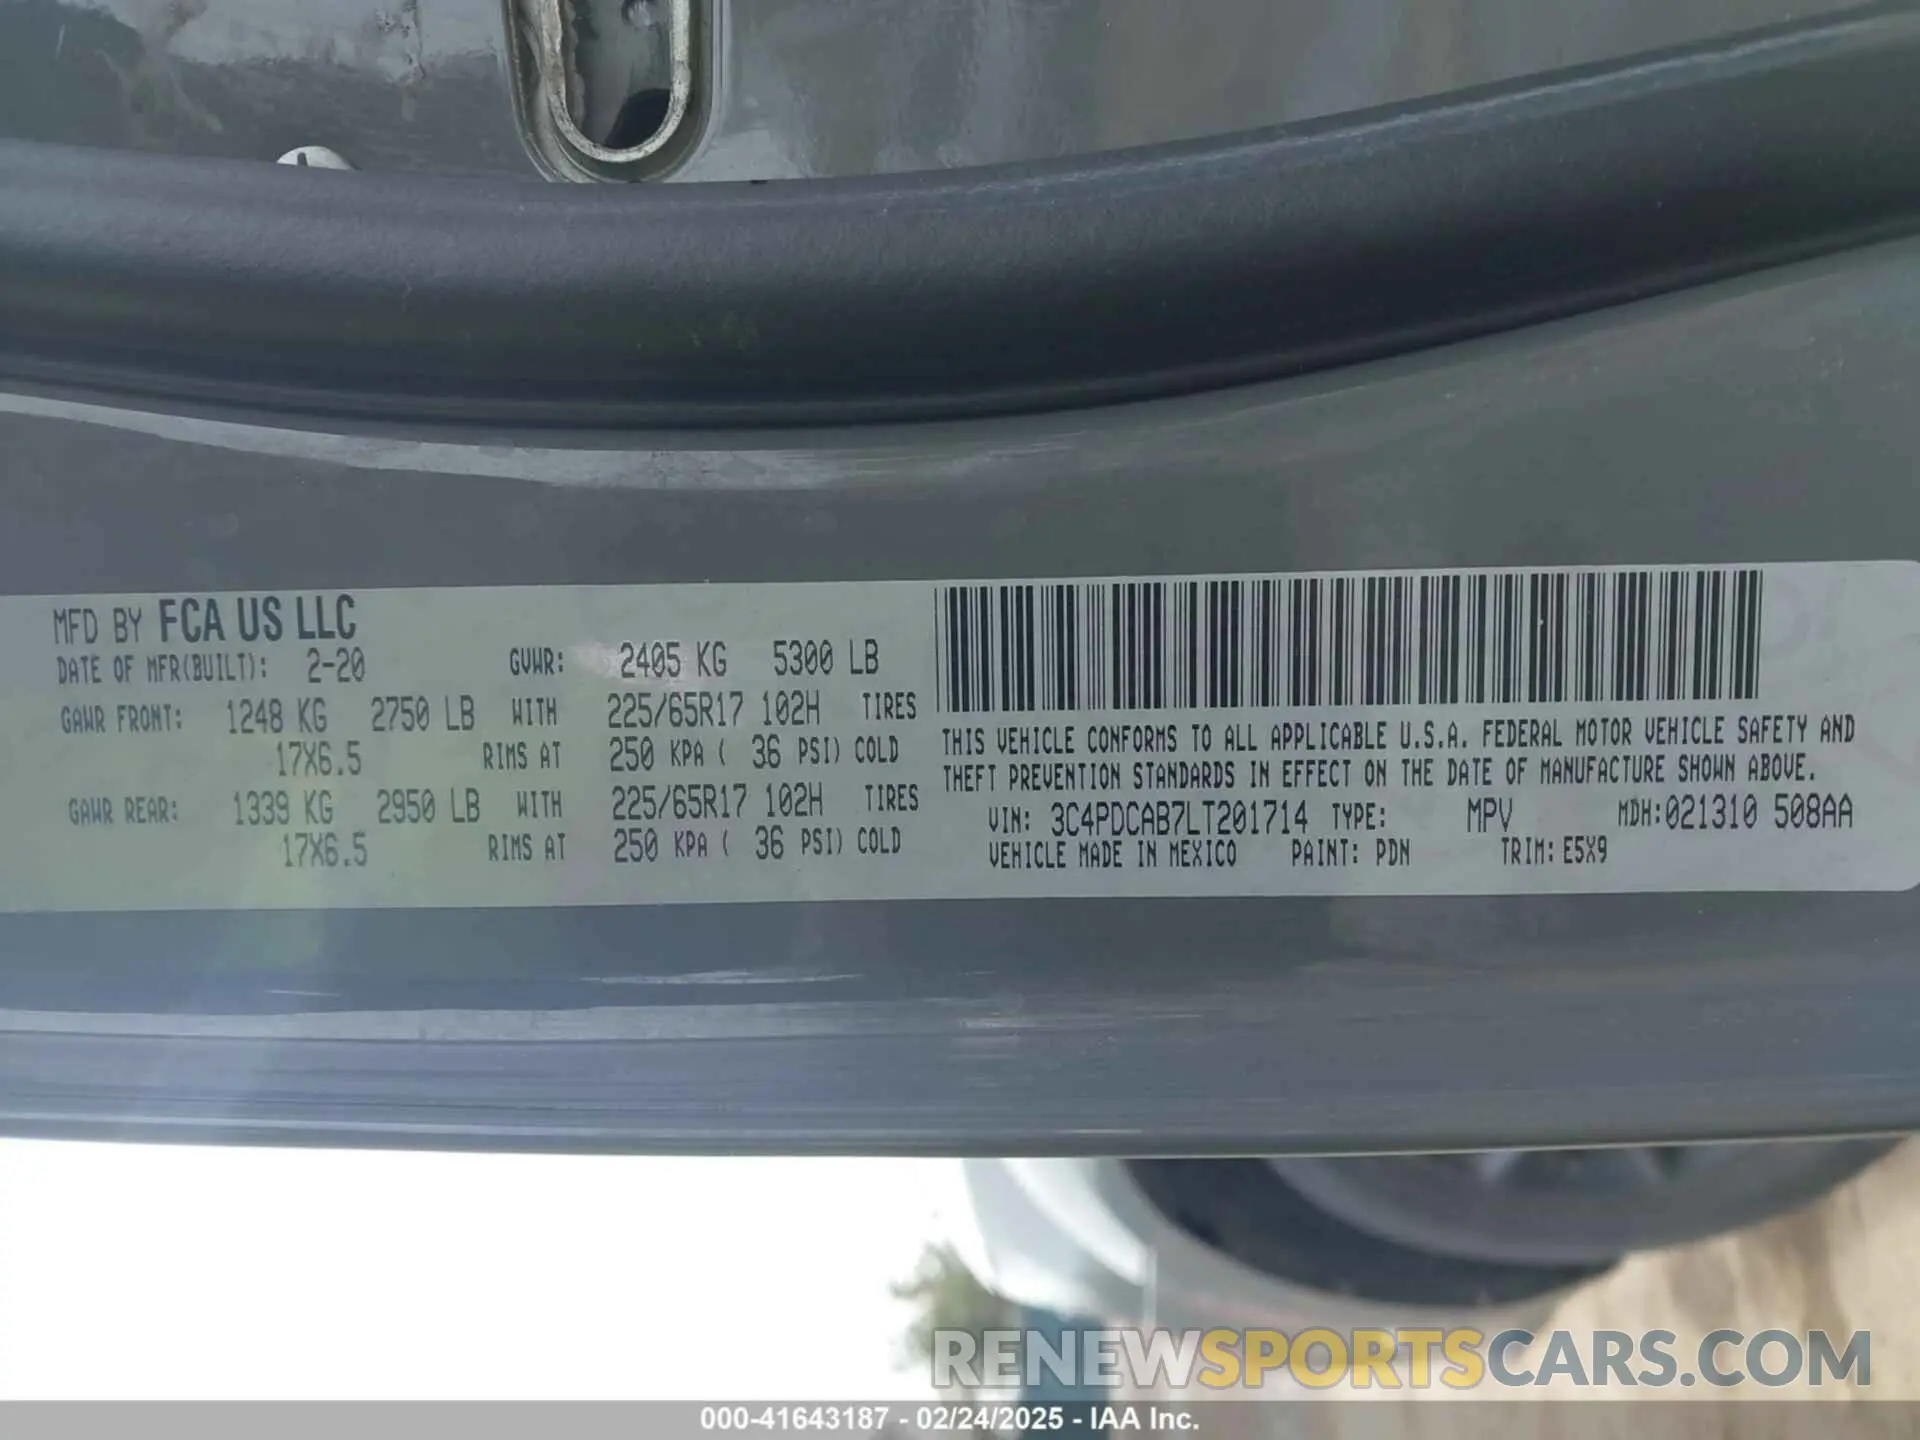 MFD BY FCA US LLC
DATE OF MFR(BUILT): 2-20 GVWR: 2405 KG 5300 LB
GAWR FRONT: 1248 KG 2750 LB WITH 225/65R17 102H TIRES
17X6.5 RIMS AT 250 KPA ( 36 PSI) COLD
GAWR REAR: 1339 KG 2950 LB WITH 225/65R17 102H TIRES
17X6.5 RIMS AT 250 KPA ( 36 PSI) COLD
THIS VEHICLE CONFORMS TO ALL APPLICABLE U.S.A. FEDERAL MOTOR VEHICLE SAFETY AND
THEFT PREVENTION STANDARDS IN EFFECT ON THE DATE OF MANUFACTURE SHOWN ABOVE.
VIN: 3C4PDCAB7LT201714 TYPE: MPV MDH:021310 508AA
VEHICLE MADE IN MEXICO PAINT: PDN TRIM: E5X9
RENEWSPORTSCARS.COM
000-41643187 - 02/24/2025 - IAA Inc.